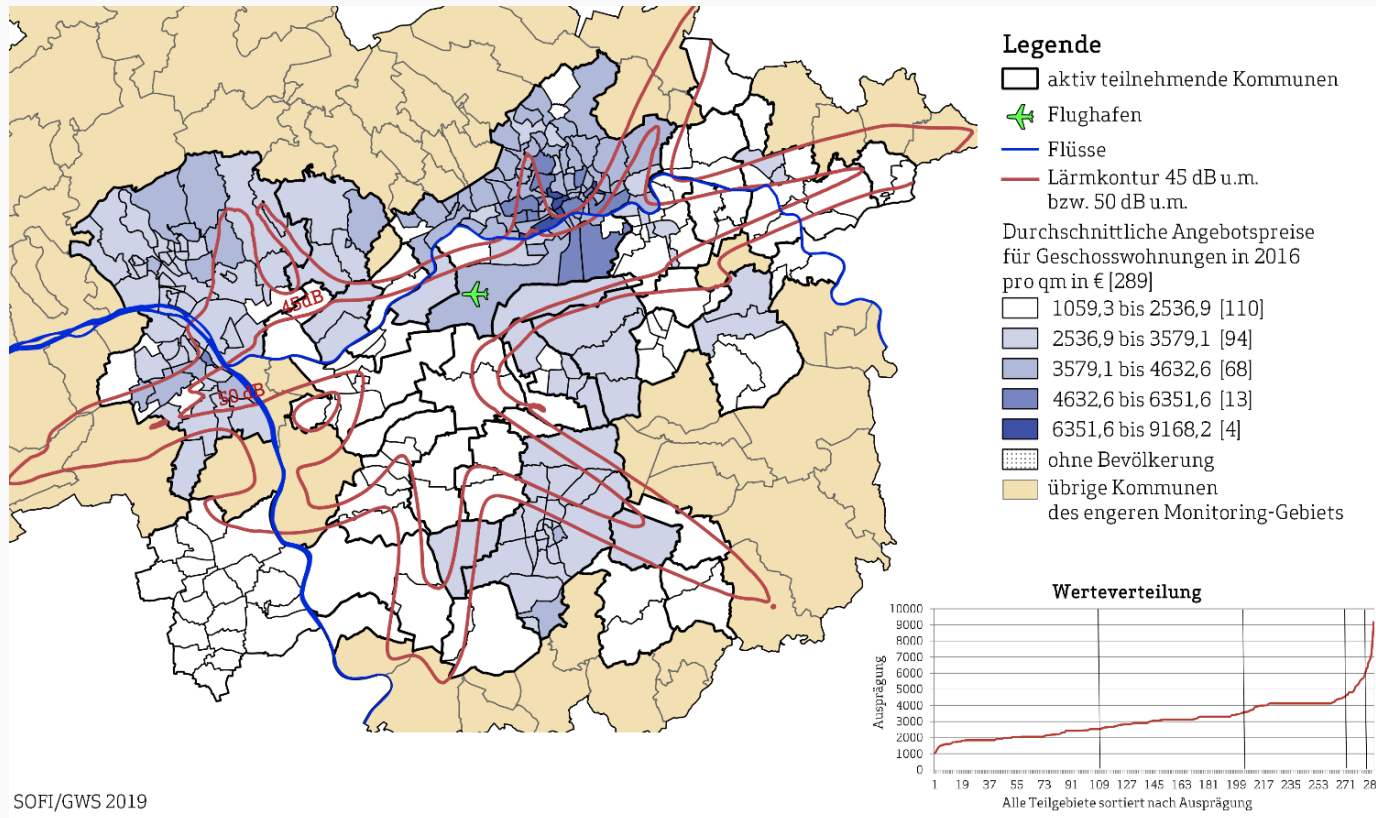 Legende
aktiv teilnehmende Kommunen
Flughafen
Flüsse
Lärmkontur 45 dB u.m.
bzw. 50 dB u.m.
Durchschnittliche Angebotspreise
für Geschosswohnungen in 2016
pro qm in € [289]
1059,3 bis 2536,9 [110]
2536,9 bis 3579,1 [94]
3579,1 bis 4632,6 [68]
4632,6 bis 6351,6 [13]
6351,6 bis 9168,2 [4]
ohne Bevölkerung
übrige Kommunen
des engeren Monitoring-Gebiets
45dB
50 dB
Werteverteilung
10000
9000
8000
7000
6000
5000
4000
3000
2000
1000
0
Ausprägung
1 19 37 55 73 91 109 127 145 163 181 199 217 235 253 271 28
Alle Teilgebiete sortiert nach Ausprägung
SOFI/GWS 2019